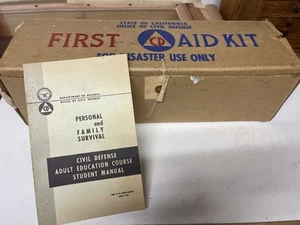 STATE OF CALIFORNIA
OFFICE OF CIVIL DEFENSE
FIRST CD AID KIT
FOR DISASTER USE ONLY
DEPARTMENT OF DEFENSE
OFFICE OF CIVIL DEFENSE
PERSONAL
and
FAMILY
SURVIVAL
CIVIL DEFENSE
ADULT EDUCATION COURSE
STUDENT MANUAL